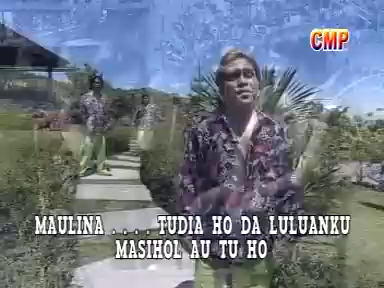 CMP
MAULINA . . . . TUDIA HO DA LULUANKU
MASIHOL AU TU HO